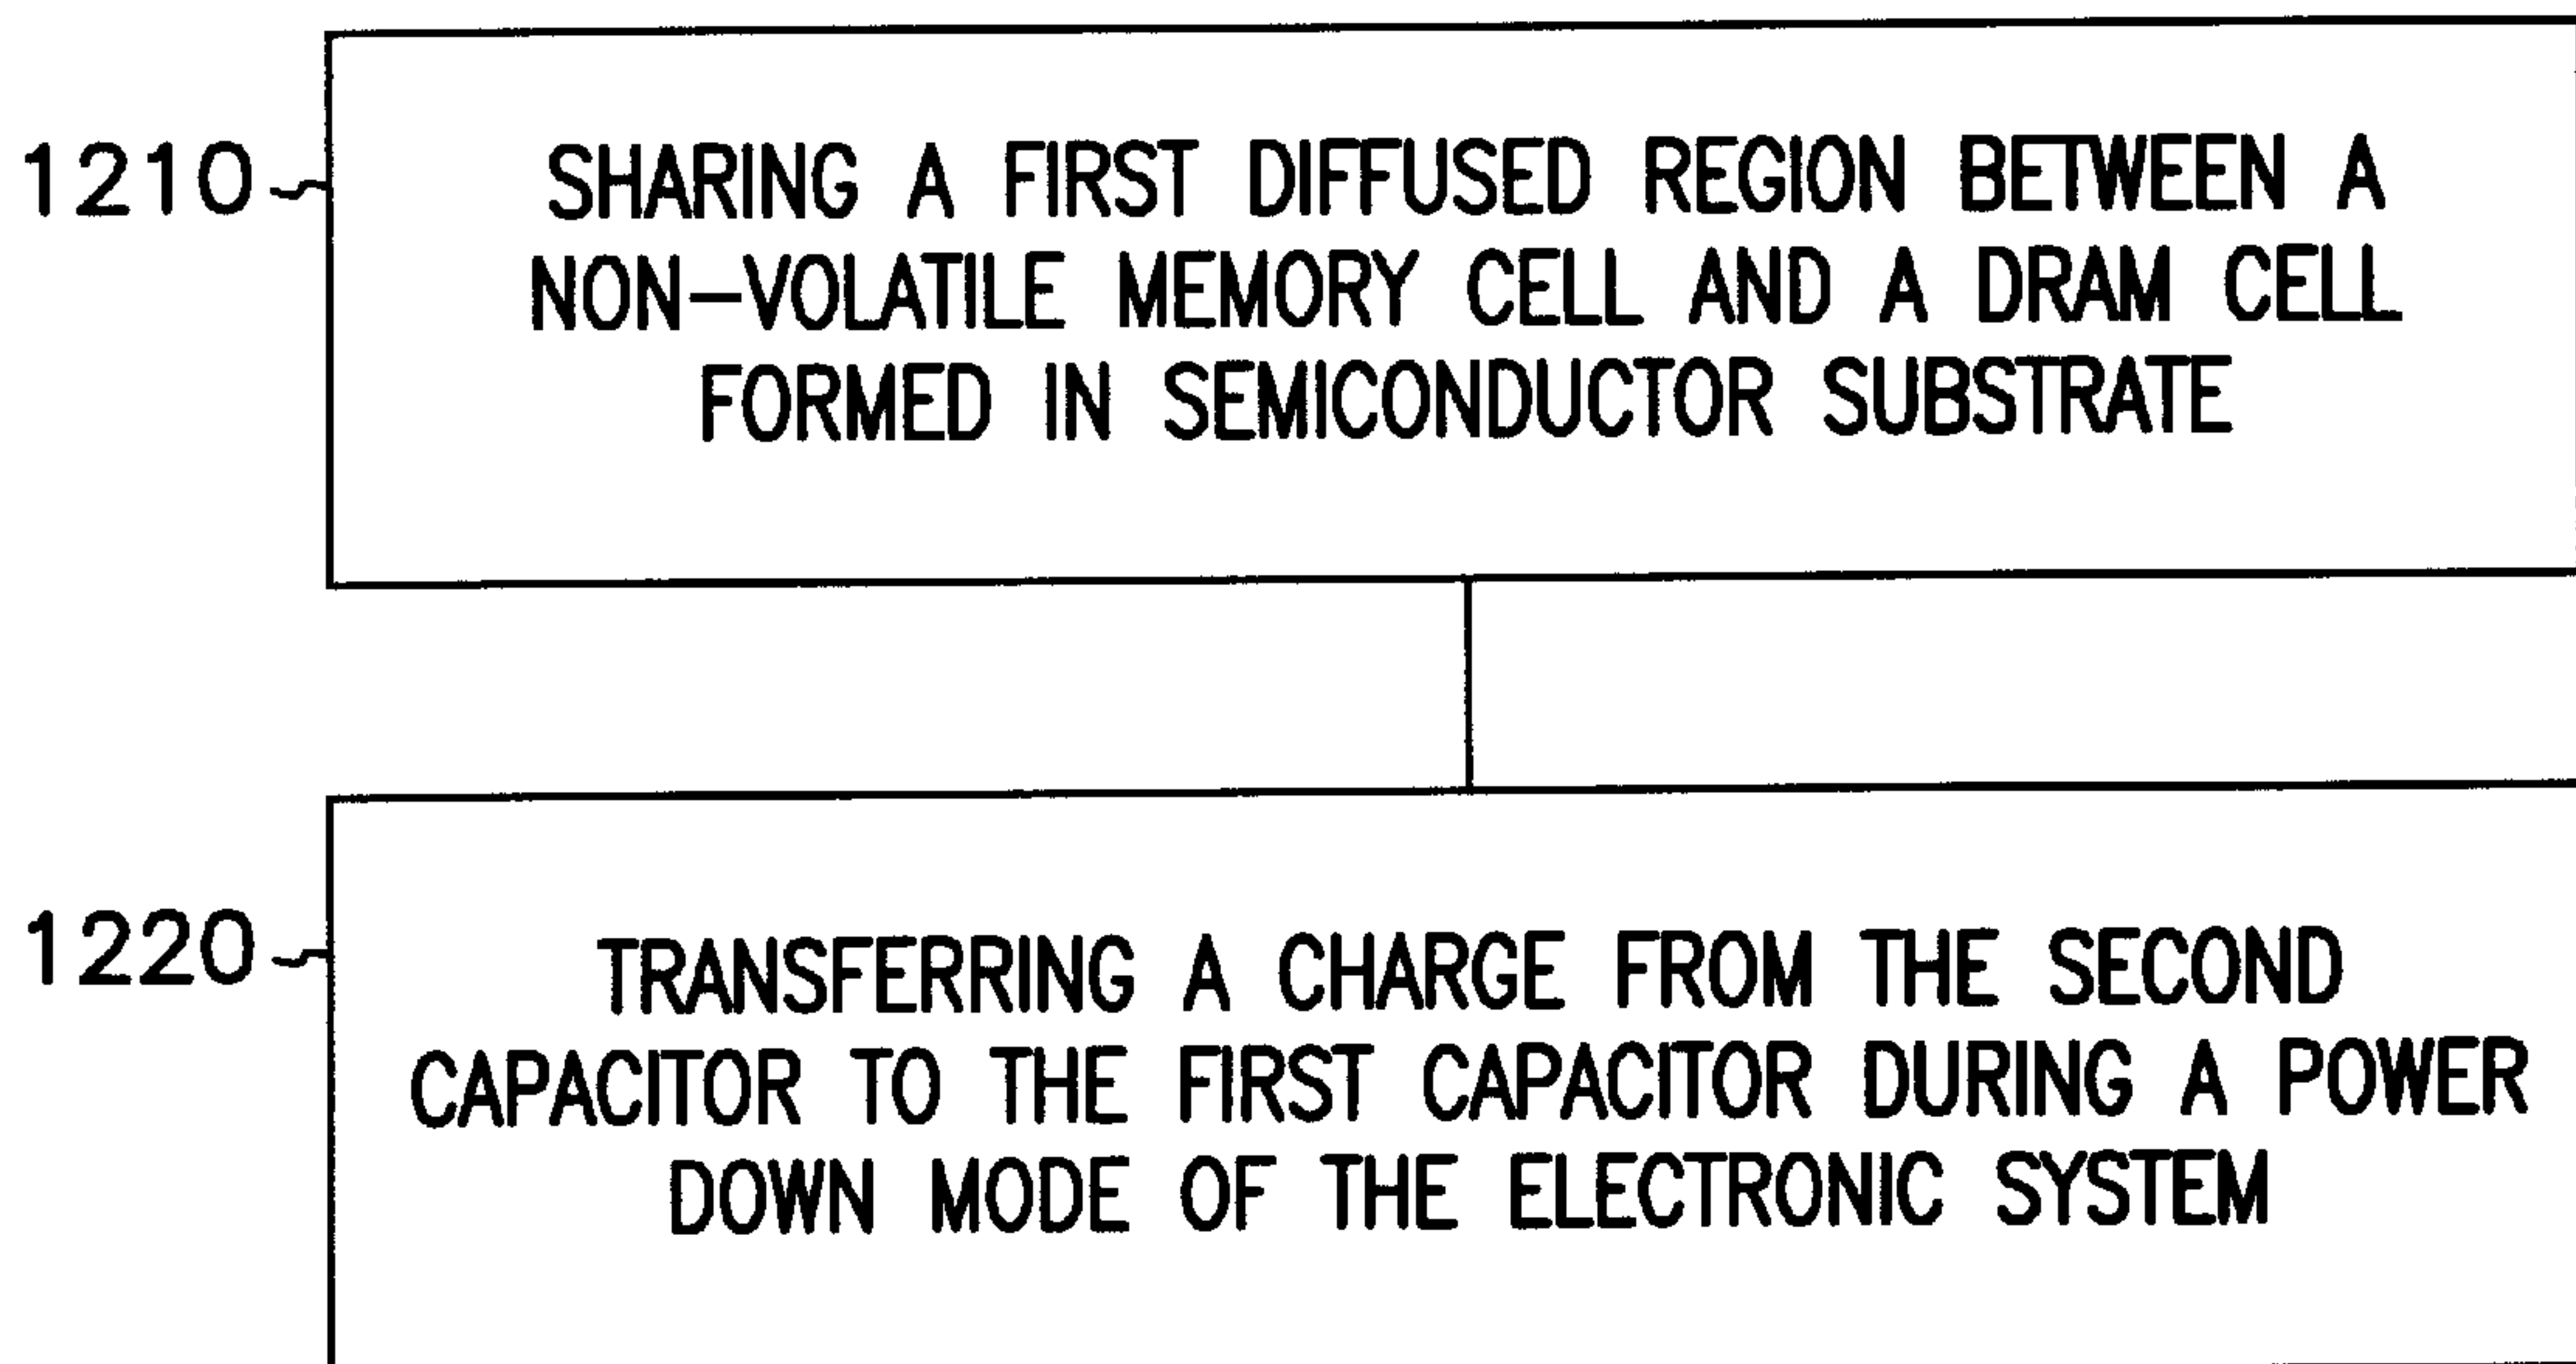 1210
SHARING A FIRST DIFFUSED REGION BETWEEN A
NON-VOLATILE MEMORY CELL AND A DRAM CELL
FORMED IN SEMICONDUCTOR SUBSTRATE
1220
TRANSFERRING A CHARGE FROM THE SECOND
CAPACITOR TO THE FIRST CAPACITOR DURING A POWER
DOWN MODE OF THE ELECTRONIC SYSTEM